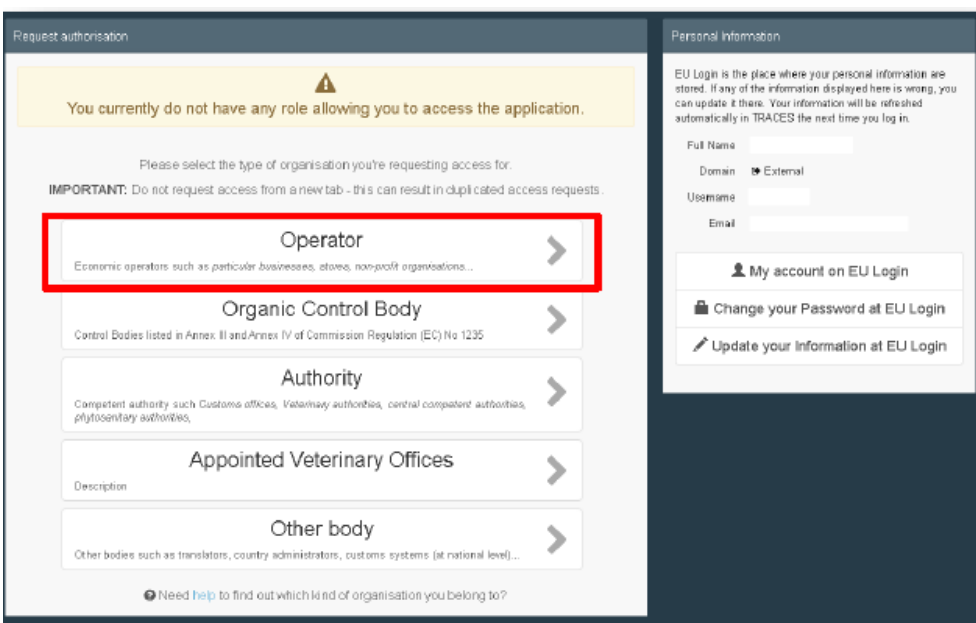 Request authorisation
You currently do not have any role allowing you to access the application.
Please select the type of organisation you're requesting access for.
IMPORTANT: Do not request access from a new tab - this can result in duplicated access requests.
Operator
Economic operators such as particular businesses, stores, non-profit organisations...
Organic Control Body
Control Bodies listed in Annex III and Annex IV of Commission Regulation (EC) No 1235
Authority
Competent authority such Customs offices, Veterinary authorities, central competent authorities,
phytosanitary authorities,
Appointed Veterinary Offices
Description
Other body
Other bodies such as translators, country administrators, customs systems (at national level)...
Need help to find out which kind of organisation you belong to?
Personal Information
EU Login is the place where your personal information are
stored. If any of the information displayed here is wrong, you
can update it there. Your information will be refreshed
automatically in TRACES the next time you log in.
Full Name
Domain External
Username
Email
My account on EU Login
Change your Password at EU Login
Update your Information at EU Login